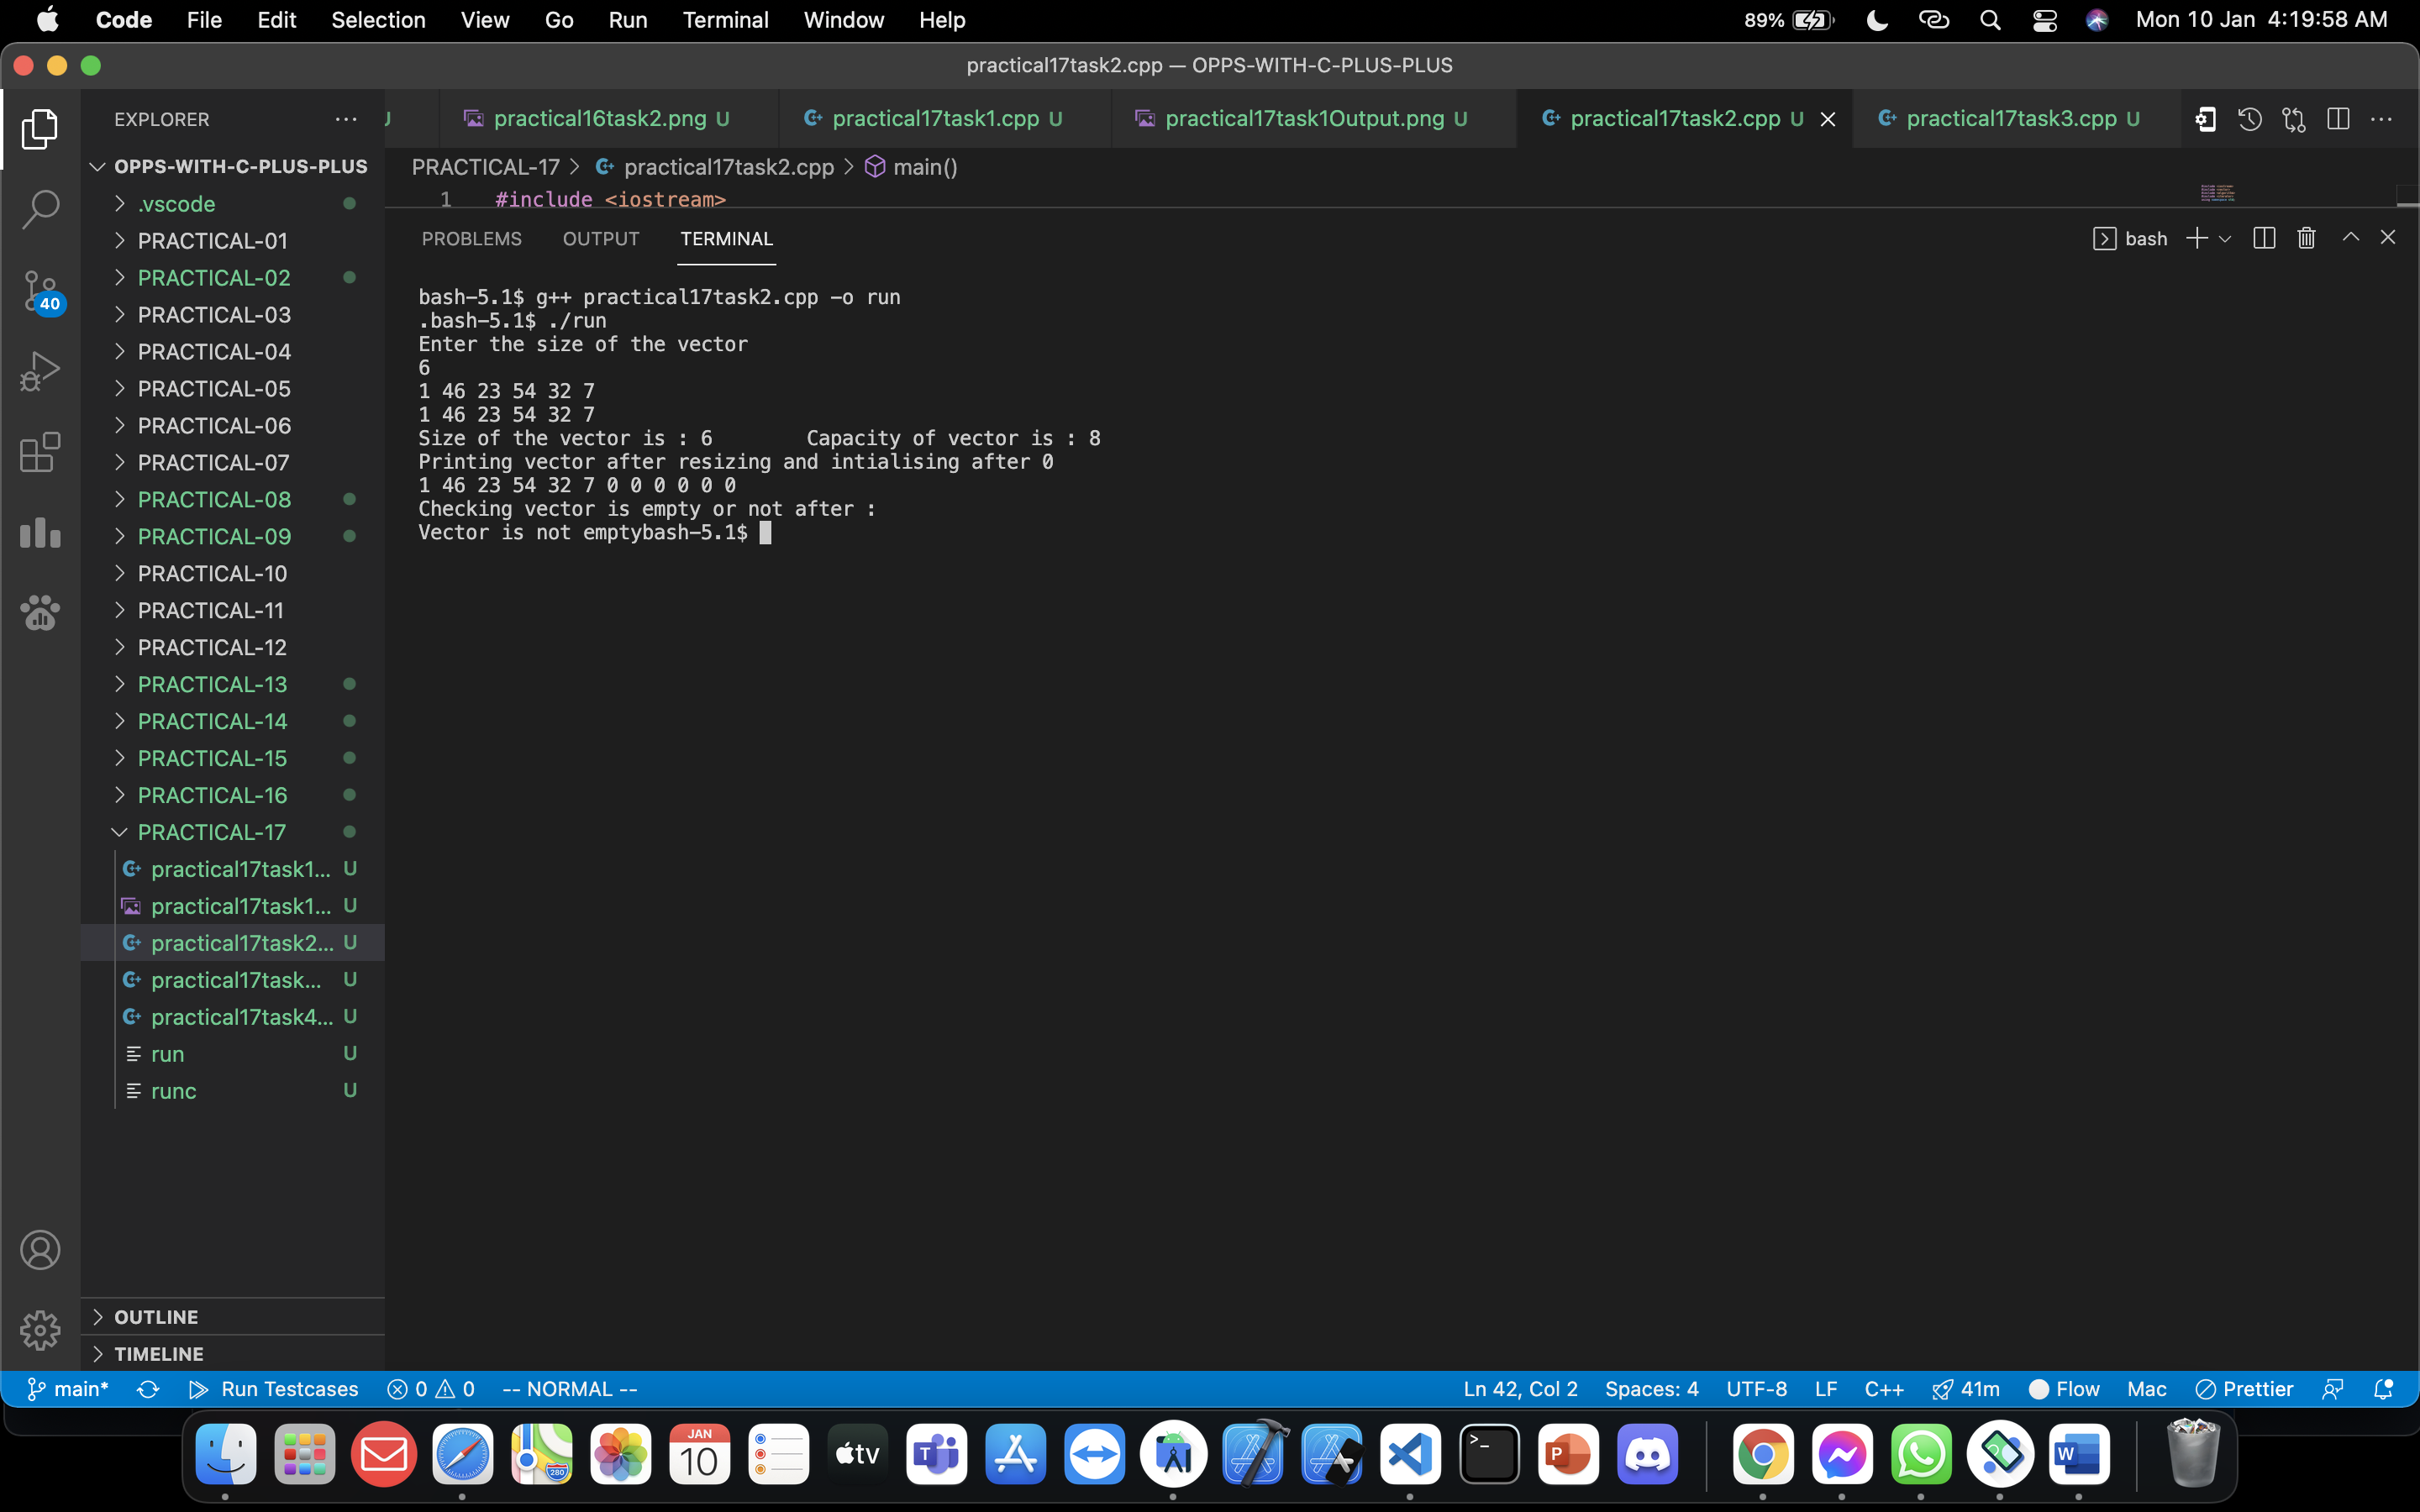 Code File Edit Selection View Go Run Terminal Window Help 89% Mon 10 Jan 4:19:58 AM
practical17task2.cpp — OPPS-WITH-C-PLUS-PLUS
EXPLORER
U practical16task2.png U practical17task1.cpp U practical17task1Output.png U practical17task2.cpp U practical17task3.cpp U
OPPS-WITH-C-PLUS-PLUS
PRACTICAL-17 > practical17task2.cpp > main()
1 #include <iostream>
.vscode
PRACTICAL-01
PRACTICAL-02
PRACTICAL-03
PRACTICAL-04
PRACTICAL-05
PRACTICAL-06
PRACTICAL-07
PRACTICAL-08
PRACTICAL-09
PRACTICAL-10
PRACTICAL-11
PRACTICAL-12
PRACTICAL-13
PRACTICAL-14
PRACTICAL-15
PRACTICAL-16
PRACTICAL-17
practical17task1... U
practical17task1... U
practical17task2... U
practical17task... U
practical17task4... U
run U
runc U
OUTLINE
TIMELINE
40
PROBLEMS OUTPUT TERMINAL bash
bash-5.1$ g++ practical17task2.cpp -o run
.bash-5.1$ ./run
Enter the size of the vector
6
1 46 23 54 32 7
1 46 23 54 32 7
Size of the vector is : 6 Capacity of vector is : 8
Printing vector after resizing and intialising after 0
1 46 23 54 32 7 0 0 0 0 0 0
Checking vector is empty or not after :
Vector is not emptybash-5.1$
main* Run Testcases 0 0 -- NORMAL -- Ln 42, Col 2 Spaces: 4 UTF-8 LF C++ 41m Flow Mac Prettier
JAN
10
tv
280
T
P
W